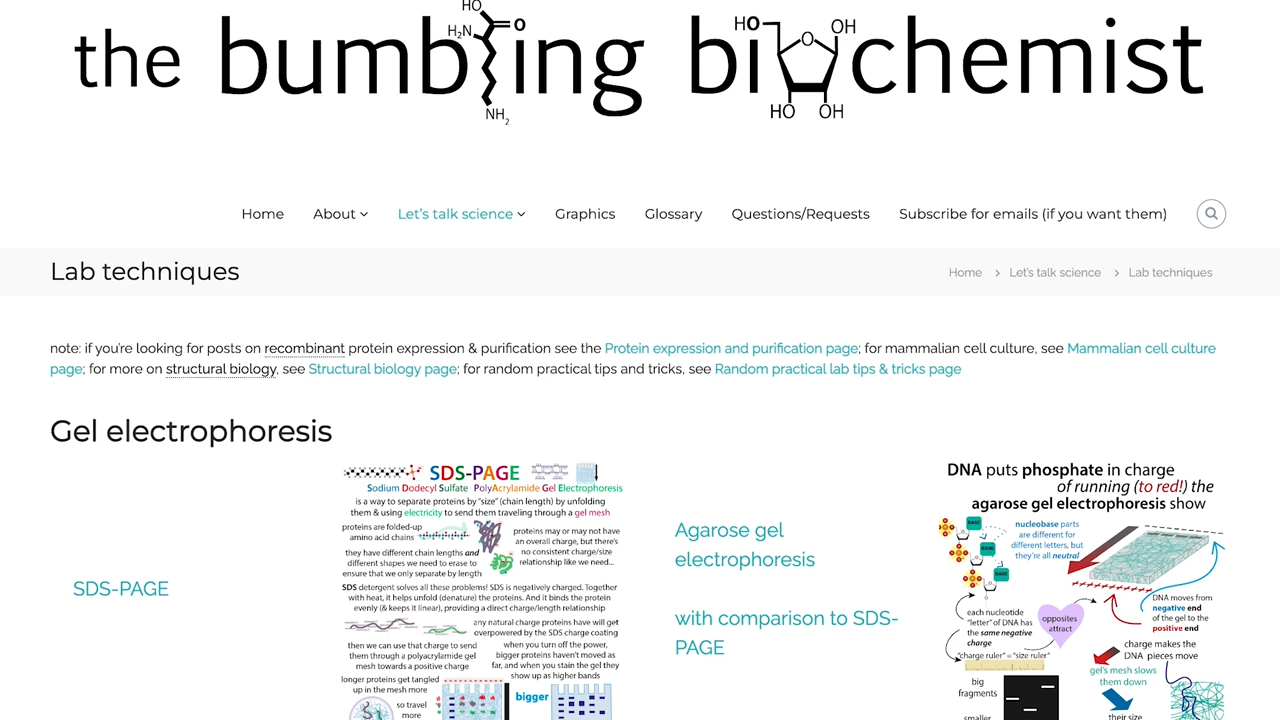 HO
O
H₂N
NH₂
HO
O
OH
HO
OH
the bumbling biochemist
Home
About
Let's talk science
Graphics
Glossary
Questions/Requests
Subscribe for emails (if you want them)
Lab techniques
Home > Let's talk science > Lab techniques
note: if you're looking for posts on recombinant protein expression & purification see the Protein expression and purification page; for mammalian cell culture, see Mammalian cell culture
page; for more on structural biology, see Structural biology page; for random practical tips and tricks, see Random practical lab tips & tricks page
Gel electrophoresis
SDS-PAGE
SDS-PAGE
Sodium Dodecyl Sulfate PolyAcrylamide Gel Electrophoresis
is a way to separate proteins by "size" (chain length) by unfolding
them & using electricity to send them traveling through a gel mesh
proteins are folded-up
amino acid chains
proteins may or may not have
an overall charge, but there's
no consistent charge/size
relationship like we need...
they have different chain lengths and
different shapes we need to erase to
ensure that we only separate by length
SDS detergent solves all these problems! SDS is negatively charged. Together
with heat, it helps unfold (denature) the proteins. And it binds the protein
evenly (& keeps it linear), providing a direct charge/length relationship
any natural charge proteins have will get
overpowered by the SDS charge coating
then we can use that charge to send
them through a polyacrylamide gel
mesh towards a positive charge
when you turn off the power,
bigger proteins haven't moved as
far, and when you stain the gel they
show up as higher bands
longer proteins get tangled
up in the mesh more
so travel
more
bigger
Agarose gel
electrophoresis
with comparison to SDS-
PAGE
DNA puts phosphate in charge
of running (to red!) the
agarose gel electrophoresis show
BASE
BASE
BASE
nucleobase parts
are different for
different letters, but
they're all neutral
each nucleotide
"letter" of DNA has
the same negative
charge
opposites
attract
DNA moves from
negative end
of the gel to the
positive end
"charge ruler" = "size ruler"
charge makes the
DNA pieces move
gel's mesh slows
them down
big
fragments
smaller
their size